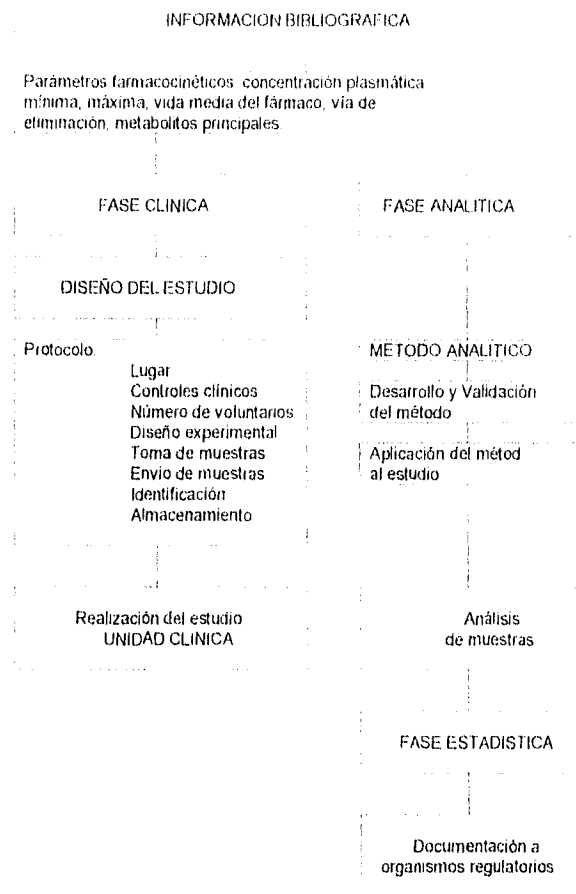 INFORMACION BIBLIOGRAFICA
Parámetros farmacocinéticos: concentración plasmática
mínima, máxima, vida media del fármaco, vía de
eliminación, metabolitos principales.
FASE CLINICA
DISEÑO DEL ESTUDIO
Protocolo:
Lugar
Controles clínicos
Número de voluntarios
Diseño experimental
Toma de muestras
Envio de muestras
Identificación
Almacenamiento
Realización del estudio
UNIDAD CLINICA
FASE ANALITICA
METODO ANALITICO
Desarrollo y Validación
del método
Aplicación del métod
al estudio
Análisis
de muestras
FASE ESTADISTICA
Documentación a
organismos regulatorios